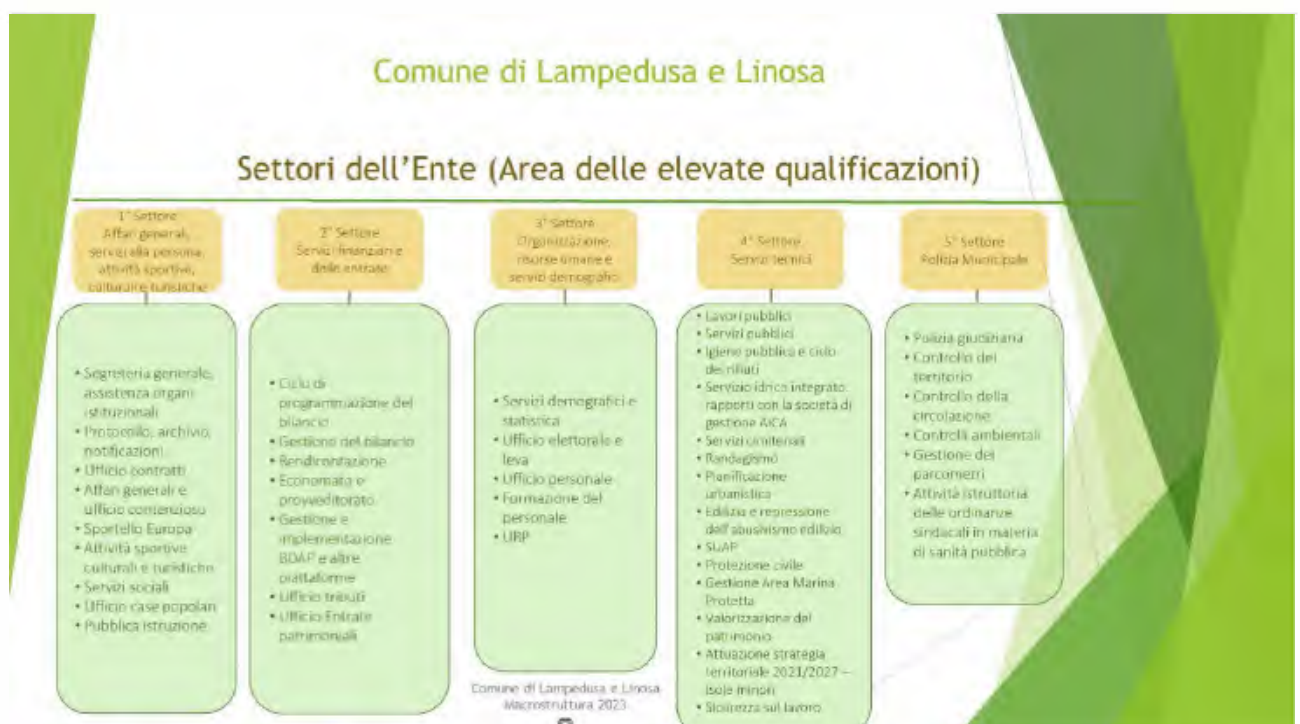 Comune di Lampedusa e Linosa
Settori dell'Ente (Area delle elevate qualificazioni)
1° Settore
Affari generali,
servizi alla persona,
attività sportive,
culturali e turistiche
• Segreteria generale,
assistenza organi
istituzionali
• Protocollo, archivio,
notificazioni
• Ufficio contratti
• Affari generali e
ufficio contenzioso
• Sportello Europa
• Attività sportive
culturali e turistiche
• Servizi sociali
• Ufficio case popolari
• Pubblica istruzione
2° Settore
Servizi finanziari e
delle entrate
• Ciclo di
programmazione del
bilancio
• Gestione del bilancio
• Rendicontazione
• Economato e
provveditorato
• Gestione e
implementazione
BDAP e altre
piattaforme
• Ufficio tributi
• Ufficio Entrate
patrimoniali
3° Settore
Organizzazione,
risorse umane e
servizi demografici
• Servizi demografici e
statistica
• Ufficio elettorale e
leva
• Ufficio personale
• Formazione del
personale
• URP
4° Settore
Servizi tecnici
• Lavori pubblici
• Servizi pubblici
• Igiene pubblica e ciclo
dei rifiuti
• Servizio idrico integrato,
rapporti con la società di
gestione AICA
• Servizi cimiteriali
• Randagismo
• Pianificazione
urbanistica
• Edilizia e repressione
dell'abusivismo edilizio
• SUAP
• Protezione civile
• Gestione Area Marina
Protetta
• Valorizzazione del
patrimonio
• Attuazione strategia
territoriale 2021/2027 –
isole minori
• Sicurezza sul lavoro
5° Settore
Polizia Municipale
• Polizia giudiziaria
• Controllo del
territorio
• Controllo della
circolazione
• Controlli ambientali
• Gestione dei
parcometri
• Attività istruttoria
delle ordinanze
sindacali in materia
di sanità pubblica
Comune di Lampedusa e Linosa
Macrostruttura 2023